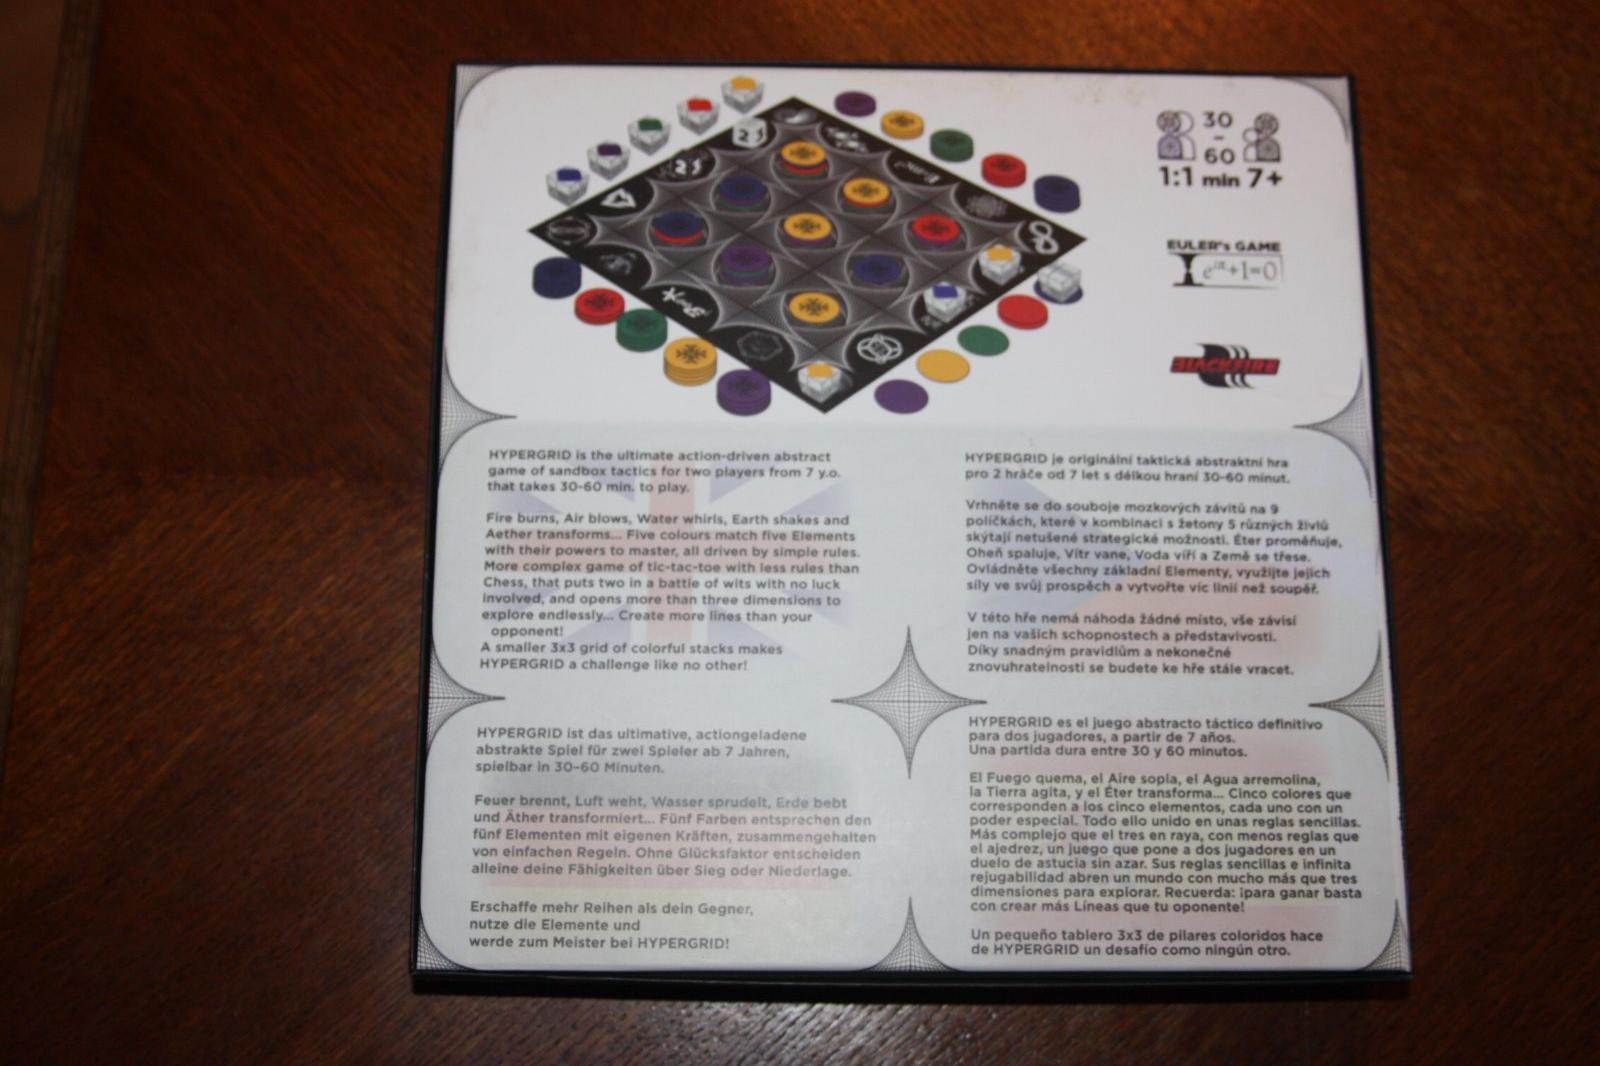 30
-
60
1:1 min 7+
EULER's GAME
e^iπ+1=0
BLACKFIRE
HYPERGRID is the ultimate action-driven abstract
game of sandbox tactics for two players from 7 y.o.
that takes 30-60 min. to play.
Fire burns, Air blows, Water whirls, Earth shakes and
Aether transforms... Five colours match five Elements
with their powers to master, all driven by simple rules.
More complex game of tic-tac-toe with less rules than
Chess, that puts two in a battle of wits with no luck
involved, and opens more than three dimensions to
explore endlessly... Create more lines than your
opponent!
A smaller 3x3 grid of colorful stacks makes
HYPERGRID a challenge like no other!
HYPERGRID je originální taktická abstraktní hra
pro 2 hráče od 7 let s délkou hraní 30-60 minut.
Vrhněte se do souboje mozkových závitů na 9
políčkách, které v kombinaci s žetony 5 různých živlů
skýtají netušené strategické možnosti. Éter proměňuje,
Oheň spaluje, Vítr vane, Voda víří a Země se třese.
Ovládněte všechny základní Elementy, využijte jejich
síly ve svůj prospěch a vytvořte víc linií než soupeř.
V této hře nemá náhoda žádné místo, vše závisí
jen na vašich schopnostech a představivosti.
Díky snadným pravidlům a nekonečné
znovuhratelnosti se budete ke hře stále vracet.
HYPERGRID ist das ultimative, actiongeladene
abstrakte Spiel für zwei Spieler ab 7 Jahren,
spielbar in 30–60 Minuten.
Feuer brennt, Luft weht, Wasser sprudelt, Erde bebt
und Äther transformiert... Fünf Farben entsprechen den
fünf Elementen mit eigenen Kräften, zusammengehalten
von einfachen Regeln. Ohne Glücksfaktor entscheiden
alleine deine Fähigkeiten über Sieg oder Niederlage.
Erschaffe mehr Reihen als dein Gegner,
nutze die Elemente und
werde zum Meister bei HYPERGRID!
HYPERGRID es el juego abstracto táctico definitivo
para dos jugadores, a partir de 7 años.
Una partida dura entre 30 y 60 minutos.
El Fuego quema, el Aire sopla, el Agua arremolina,
la Tierra agita, y el Éter transforma... Cinco colores que
corresponden a los cinco elementos, cada uno con un
poder especial. Todo ello unido en unas reglas sencillas.
Más complejo que el tres en raya, con menos reglas que
el ajedrez, un juego que pone a dos jugadores en un
duelo de astucia sin azar. Sus reglas sencillas e infinita
rejugabilidad abren un mundo con mucho más que tres
dimensiones para explorar. Recuerda: ¡para ganar basta
con crear más Líneas que tu oponente!
Un pequeño tablero 3x3 de pilares coloridos hace
de HYPERGRID un desafío como ningún otro.